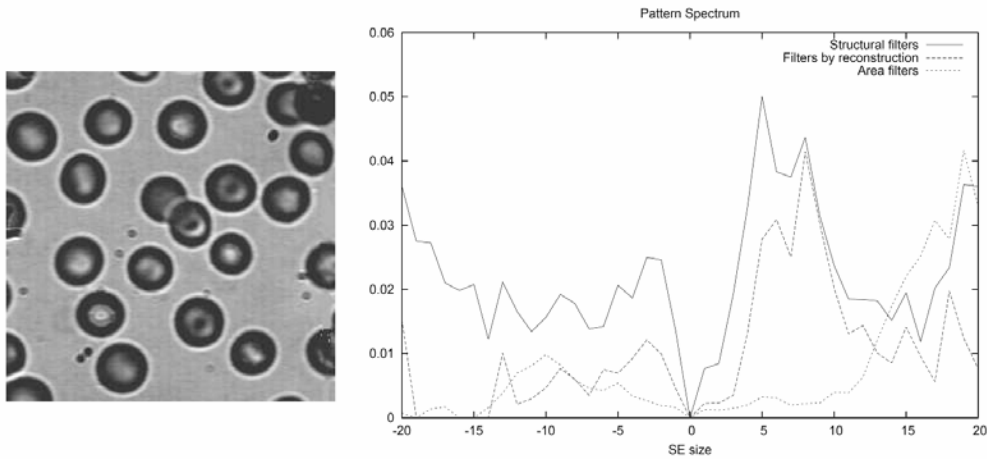 Pattern Spectrum
0.06
0.05
0.04
0.03
0.02
0.01
0
Structural filters
Filters by reconstruction
Area filters
-20 -15 -10 -5 0 5 10 15 20
SE size